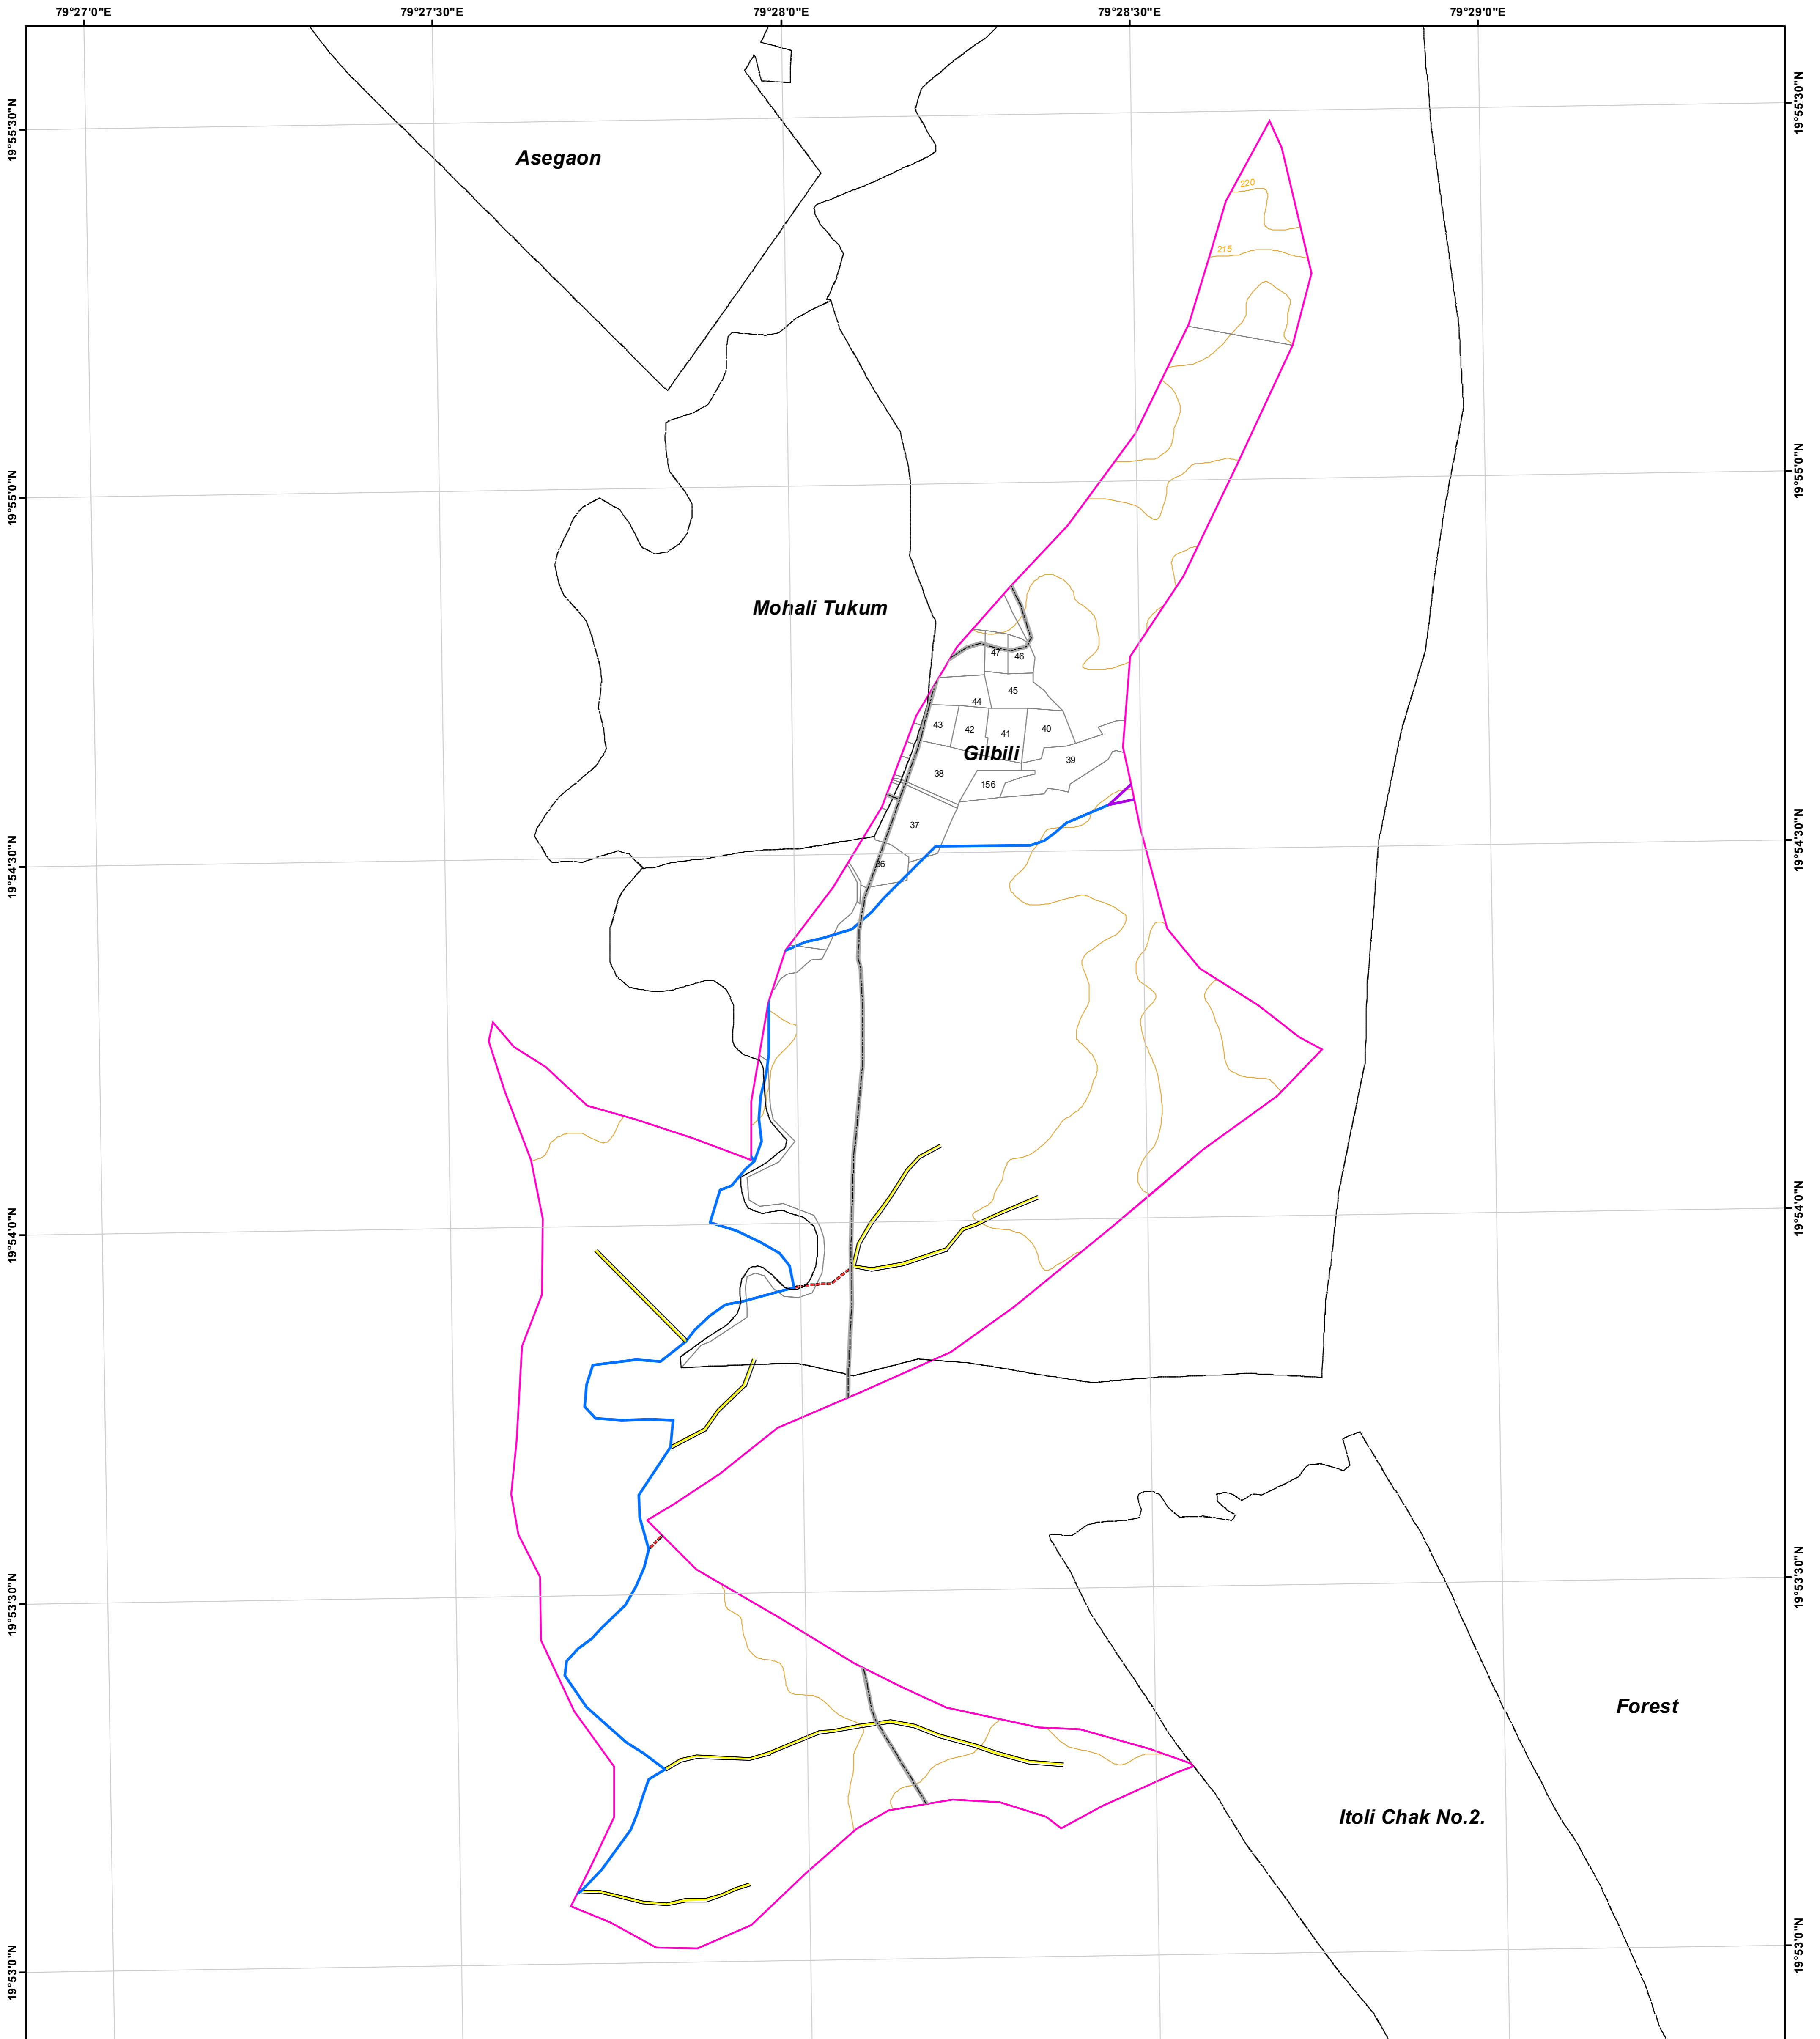 79°27'0"E
79°27'30"E
79°28'0"E
79°28'30"E
79°29'0"E
19°55'30"N
19°55'30"N
Asegaon
220
215
19°55'0"N
19°55'0"N
Mohali Tukum
47
46
45
44
43
42
41
40
Gilbili
39
38
156
37
36
19°54'30"N
19°54'30"N
19°54'0"N
19°54'0"N
19°53'30"N
19°53'30"N
Forest
Itoli Chak No.2.
19°53'0"N
19°53'0"N